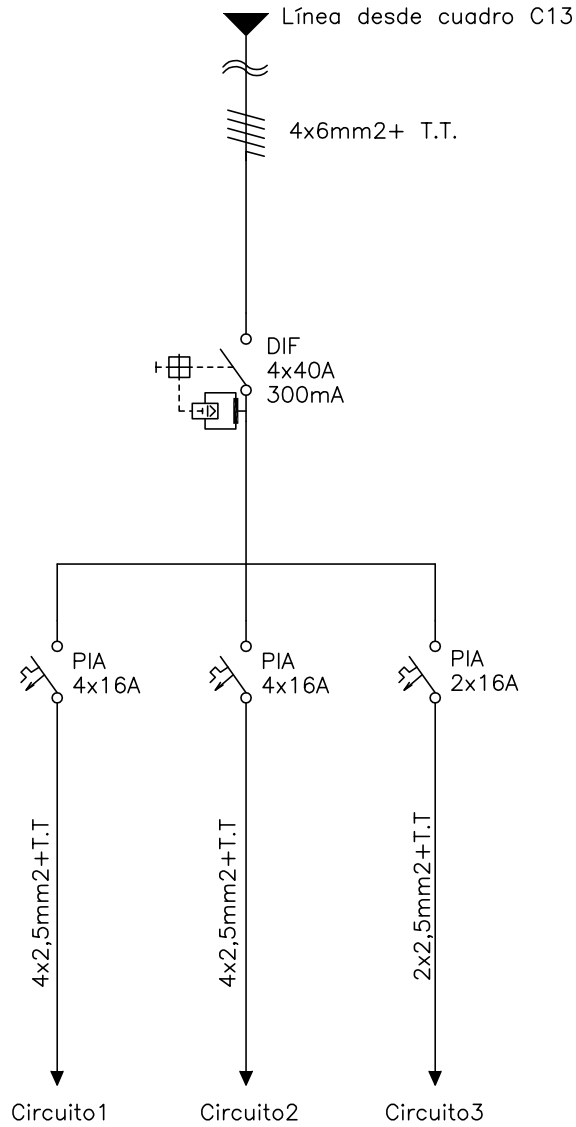 Línea desde cuadro C13
4x6mm2+ T.T.
DIF
4x40A
300mA
PIA
4x16A
PIA
4x16A
PIA
2x16A
4x2,5mm2+T.T
4x2,5mm2+T.T
2x2,5mm2+T.T
Circuito1
Circuito2
Circuito3